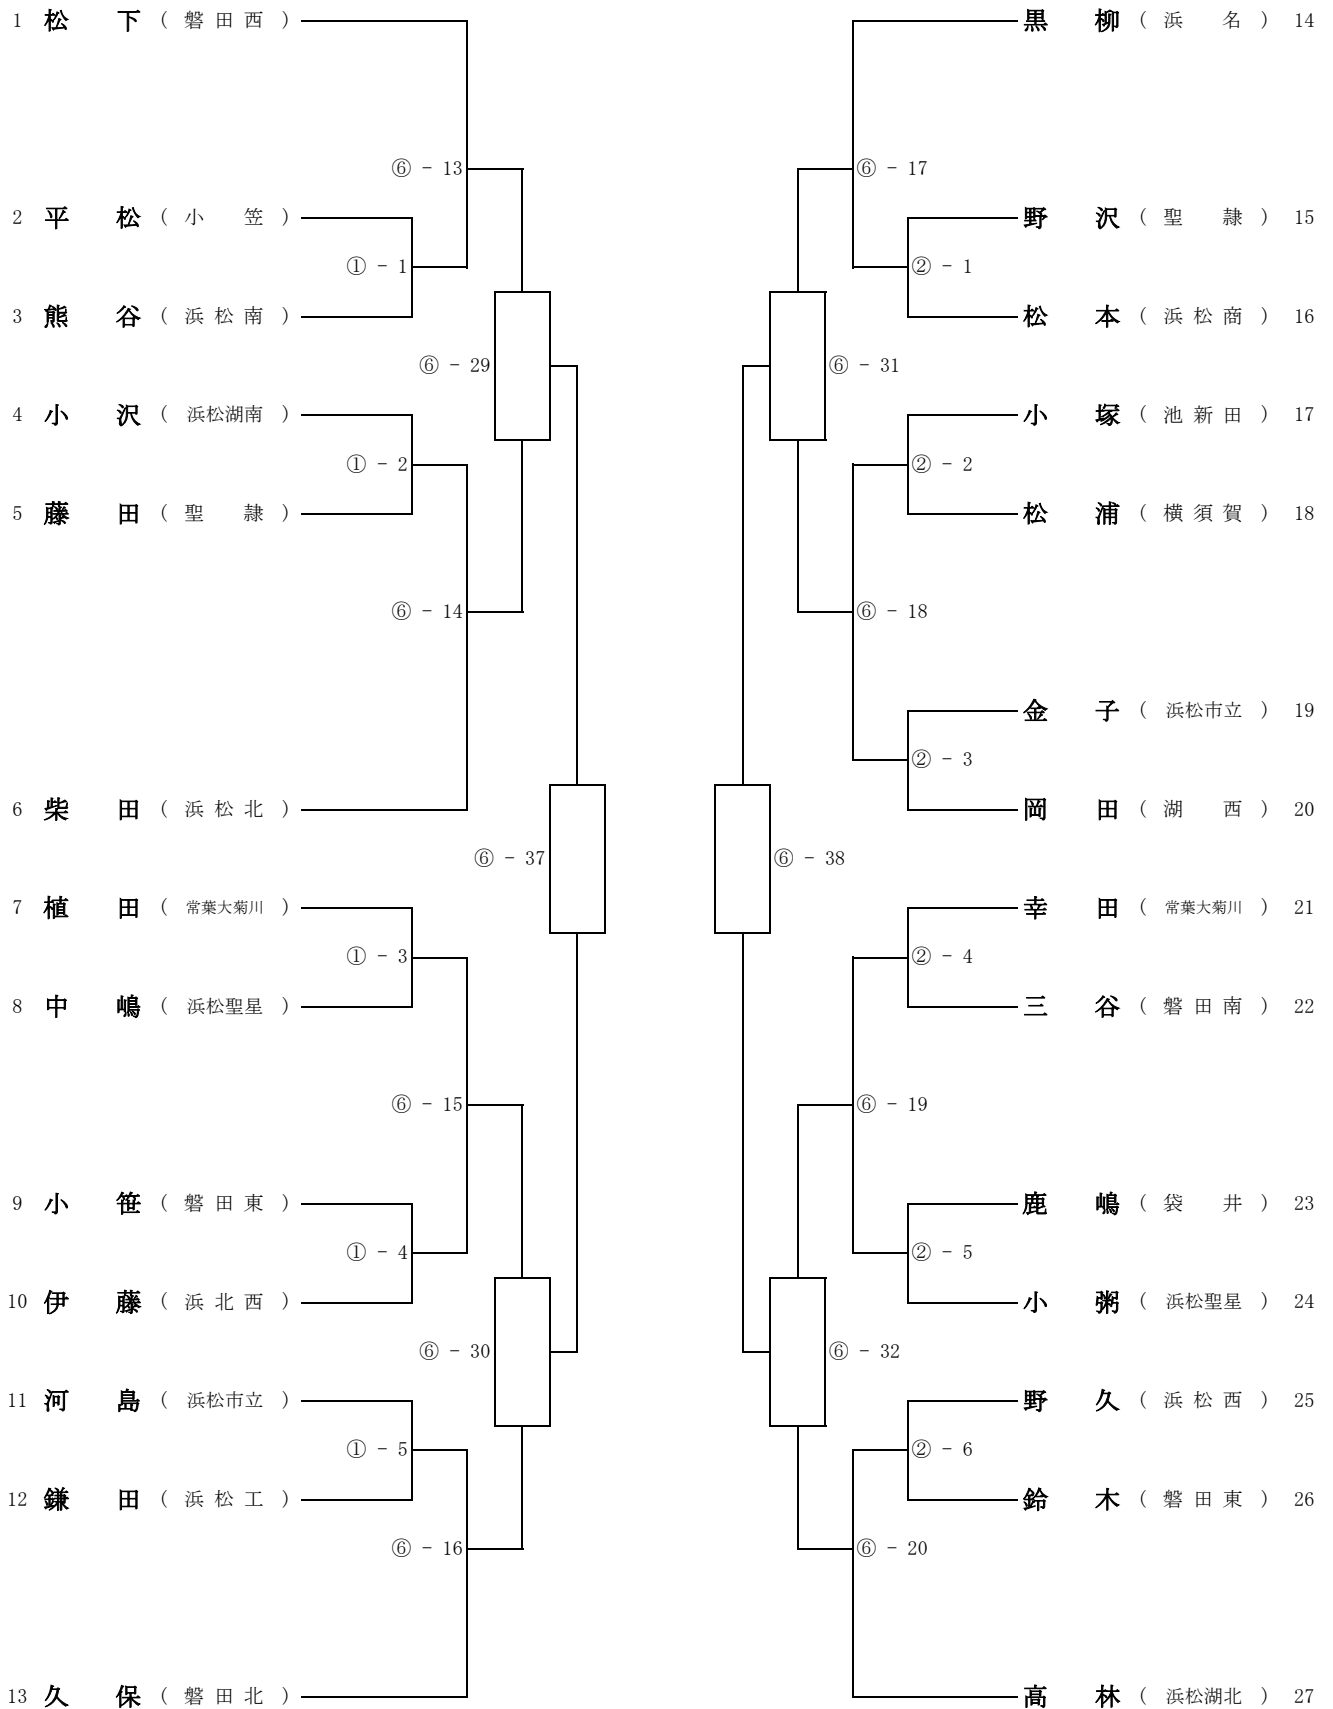 1 松 下 ( 磐 田 西 )
⑥ - 13
2 平 松 ( 小 笠 )
① - 1
3 熊 谷 ( 浜 松 南 )
⑥ - 29
4 小 沢 ( 浜松湖南 )
① - 2
5 藤 田 ( 聖 隷 )
⑥ - 14
6 柴 田 ( 浜 松 北 )
⑥ - 37
7 植 田 ( 常葉大菊川 )
① - 3
8 中 嶋 ( 浜松聖星 )
⑥ - 15
9 小 笹 ( 磐 田 東 )
① - 4
10 伊 藤 ( 浜 北 西 )
⑥ - 30
11 河 島 ( 浜松市立 )
① - 5
12 鎌 田 ( 浜 松 工 )
⑥ - 16
13 久 保 ( 磐 田 北 )
黒 柳 ( 浜 名 ) 14
⑥ - 17
野 沢 ( 聖 隷 ) 15
② - 1
松 本 ( 浜 松 商 ) 16
⑥ - 31
小 塚 ( 池 新 田 ) 17
② - 2
松 浦 ( 横 須 賀 ) 18
⑥ - 18
金 子 ( 浜松市立 ) 19
② - 3
岡 田 ( 湖 西 ) 20
⑥ - 38
幸 田 ( 常葉大菊川 ) 21
② - 4
三 谷 ( 磐 田 南 ) 22
⑥ - 19
鹿 嶋 ( 袋 井 ) 23
② - 5
小 粥 ( 浜松聖星 ) 24
⑥ - 32
野 久 ( 浜 松 西 ) 25
② - 6
鈴 木 ( 磐 田 東 ) 26
⑥ - 20
高 林 ( 浜松湖北 ) 27